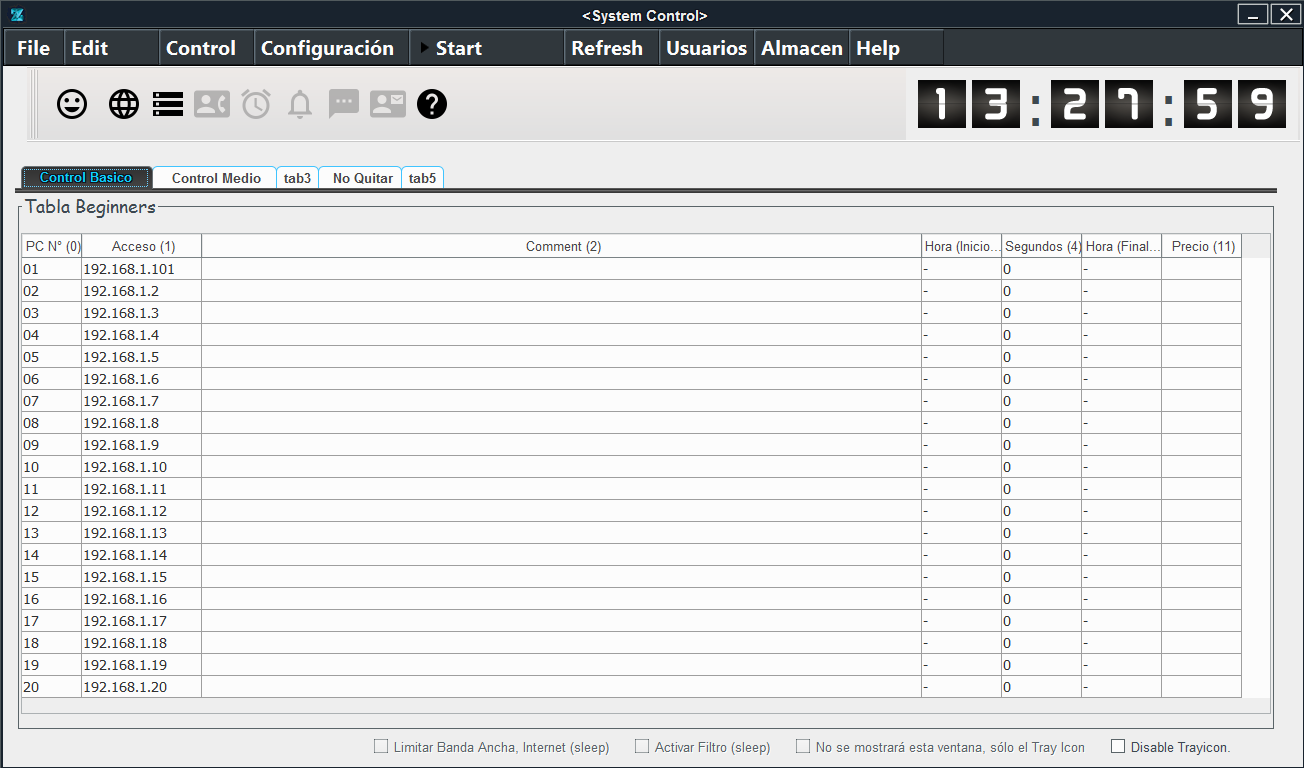 <System Control>
File Edit Control Configuración Start Refresh Usuarios Almacen Help
13:27:59
Control Basico Control Medio tab3 No Quitar tab5
Tabla Beginners
PC N° (0) Acceso (1) Comment (2) Hora (Inicio... Segundos (4) Hora (Final... Precio (11)
01 192.168.1.101 - 0 -
02 192.168.1.2 - 0 -
03 192.168.1.3 - 0 -
04 192.168.1.4 - 0 -
05 192.168.1.5 - 0 -
06 192.168.1.6 - 0 -
07 192.168.1.7 - 0 -
08 192.168.1.8 - 0 -
09 192.168.1.9 - 0 -
10 192.168.1.10 - 0 -
11 192.168.1.11 - 0 -
12 192.168.1.12 - 0 -
13 192.168.1.13 - 0 -
14 192.168.1.14 - 0 -
15 192.168.1.15 - 0 -
16 192.168.1.16 - 0 -
17 192.168.1.17 - 0 -
18 192.168.1.18 - 0 -
19 192.168.1.19 - 0 -
20 192.168.1.20 - 0 -
Limitar Banda Ancha, Internet (sleep) Activar Filtro (sleep) No se mostrará esta ventana, sólo el Tray Icon Disable Trayicon.